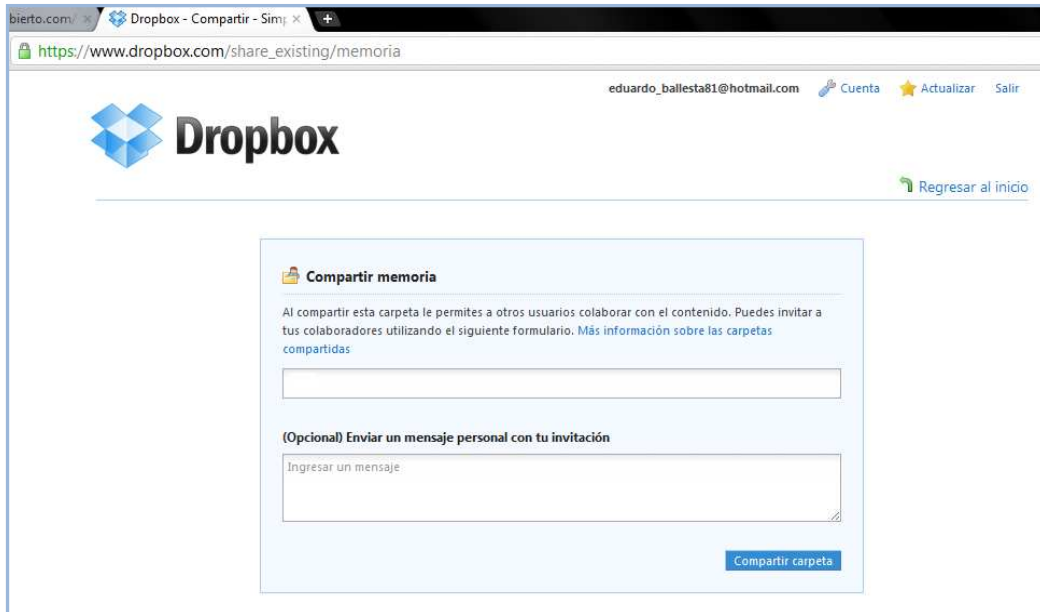 bierto.com/
Dropbox - Compartir - Simp
https://www.dropbox.com/share_existing/memoria
eduardo_ballesta81@hotmail.com Cuenta Actualizar Salir
Dropbox
Regresar al inicio
Compartir memoria
Al compartir esta carpeta le permites a otros usuarios colaborar con el contenido. Puedes invitar a
tus colaboradores utilizando el siguiente formulario. Más información sobre las carpetas
compartidas
(Opcional) Enviar un mensaje personal con tu invitación
Ingresar un mensaje
Compartir carpeta